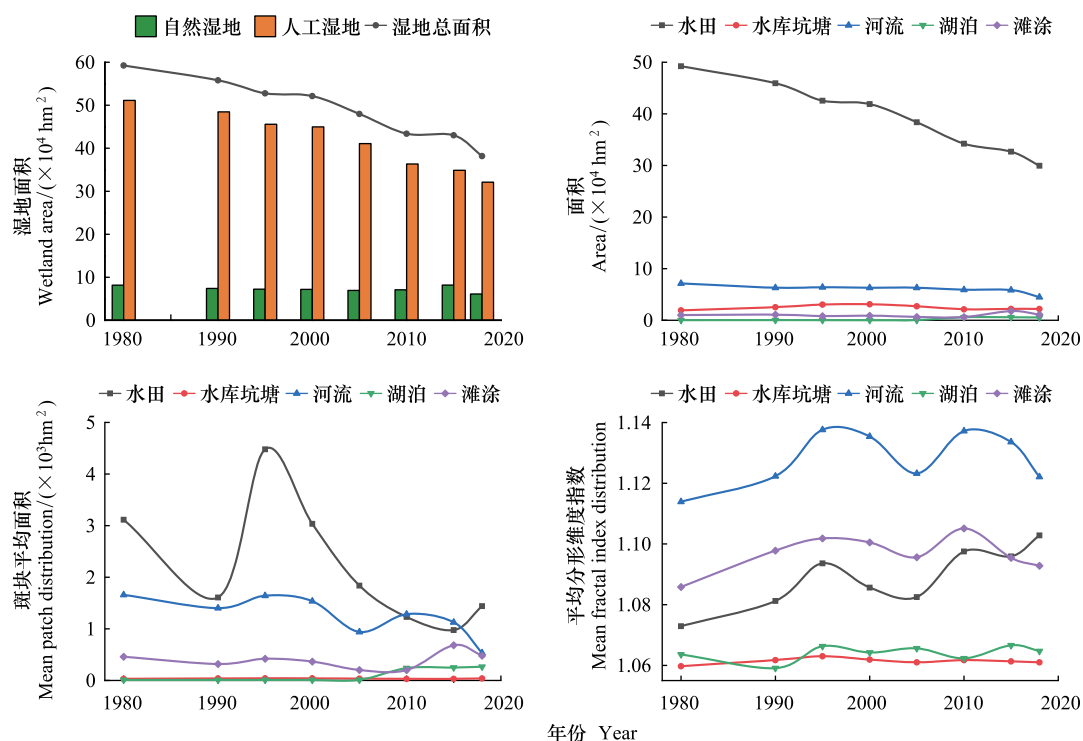 自然湿地 人工湿地 湿地总面积
湿地面积
Wetland area/(×10⁴ hm²)
60
50
40
30
20
10
0
1980 1990 2000 2010 2020
水田 水库坑塘 河流 湖泊 滩涂
面积
Area/(×10⁴ hm²)
50
40
30
20
10
0
1980 1990 2000 2010 2020
水田 水库坑塘 河流 湖泊 滩涂
斑块平均面积
Mean patch distribution/(×10³hm²)
5
4
3
2
1
0
1980 1990 2000 2010 2020
水田 水库坑塘 河流 湖泊 滩涂
平均分形维度指数
Mean fractal index distribution
1.14
1.12
1.10
1.08
1.06
1980 1990 2000 2010 2020
年份 Year